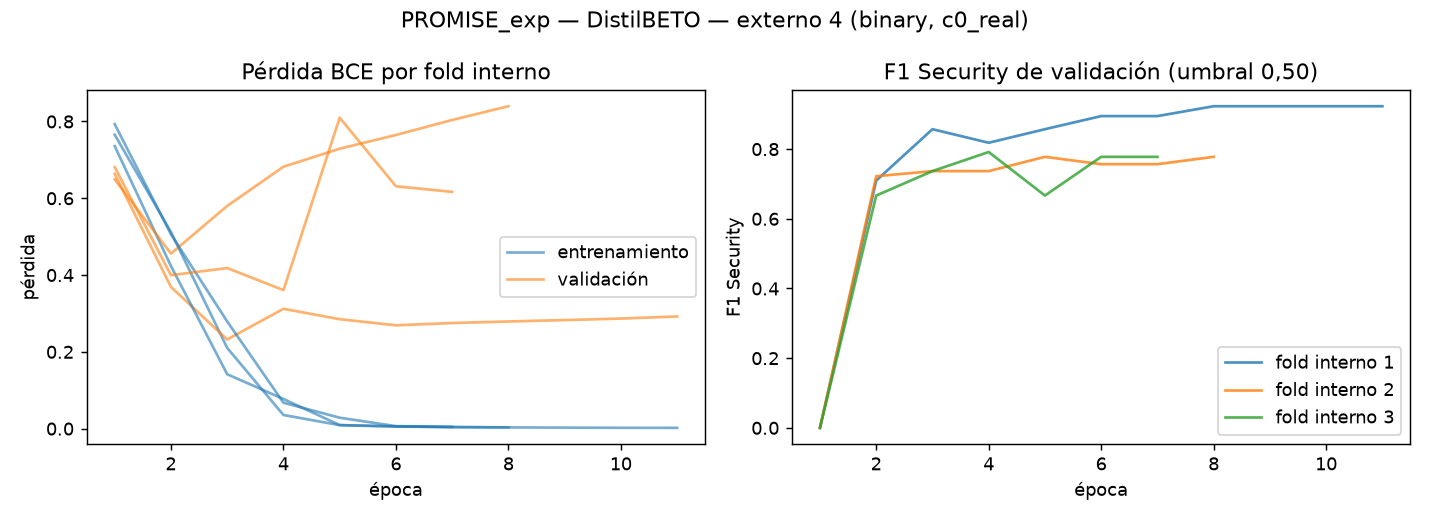 PROMISE_exp — DistilBETO — externo 4 (binary, c0_real)
Pérdida BCE por fold interno
pérdida
0.8
0.6
0.4
0.2
0.0
2
4
6
8
10
época
entrenamiento
validación
F1 Security de validación (umbral 0,50)
F1 Security
0.8
0.6
0.4
0.2
0.0
2
4
6
8
10
época
fold interno 1
fold interno 2
fold interno 3